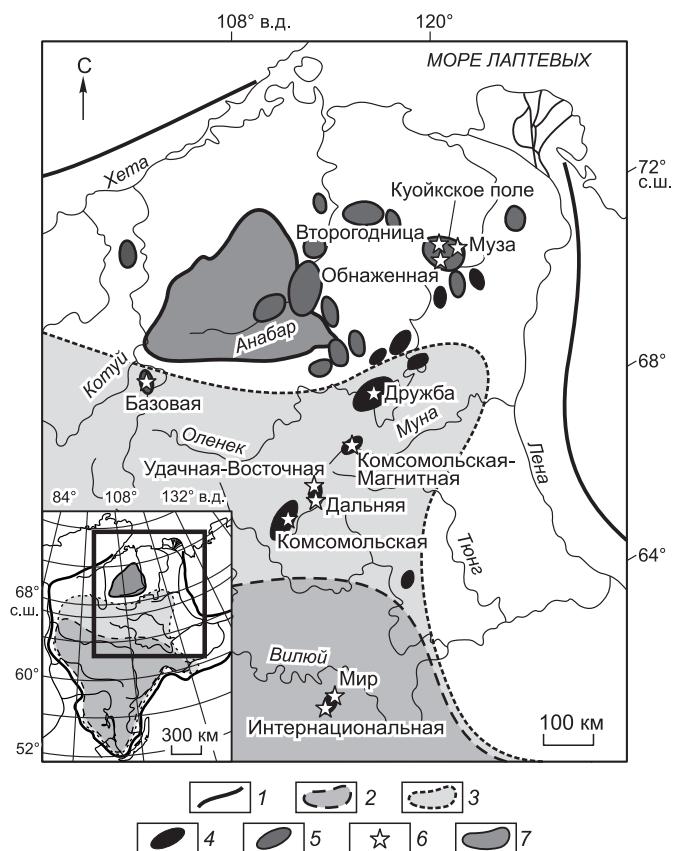 108° в.д.
120°
С
МОРЕ ЛАПТЕВЫХ
Хета
72°
с.ш.
Куойкское поле
Второгодница
Муза
Обнаженная
Анабар
68°
Котуй
Базовая
Дружба
Муна
Оленек
Комсомольская-
Магнитная
Лена
Удачная-Восточная
84°
108°
132° в.д.
Дальняя
Комсомольская
Тюнг
64°
68°
с.ш.
Вилюй
60°
Мир
Интернациональная
300 км
100 км
52°
1
2
3
4
5
6
7